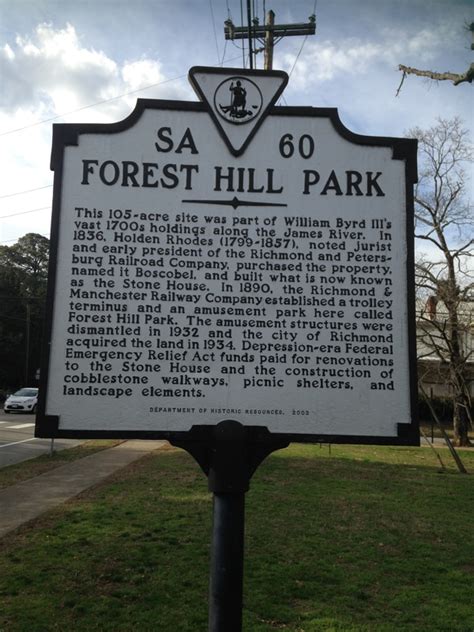 SA 60
FOREST HILL PARK
This 105-acre site was part of William Byrd III's
vast 1700s holdings along the James River. In
1836, Holden Rhodes (1799-1857), noted jurist
and early president of the Richmond and Peters-
burg Railroad Company, purchased the property,
named it Boscobel, and built what is now known
as the Stone House. In 1890, the Richmond &
Manchester Railway Company established a trolley
terminus and an amusement park here called
Forest Hill Park. The amusement structures were
dismantled in 1932 and the city of Richmond
acquired the land in 1934. Depression-era Federal
Emergency Relief Act funds paid for renovations
to the Stone House and the construction of
cobblestone walkways, picnic shelters, and
landscape elements.
DEPARTMENT OF HISTORIC RESOURCES, 2003